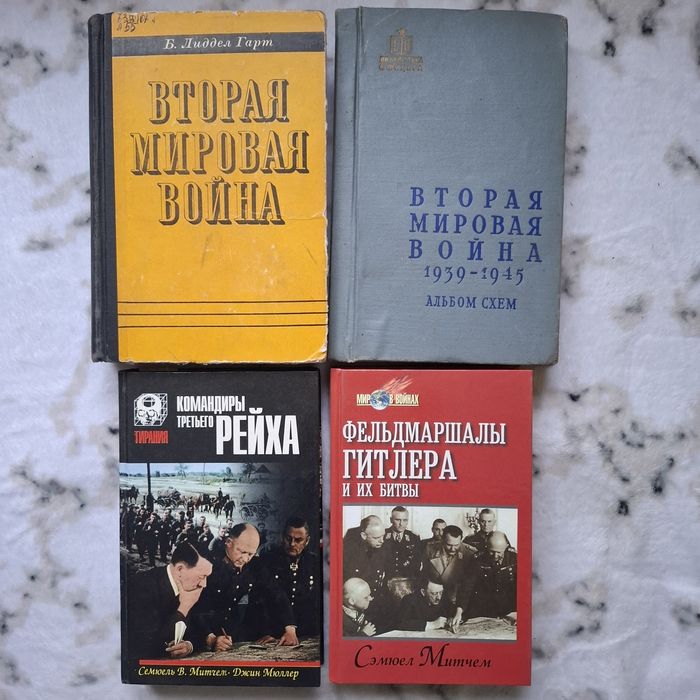 Б. Лиддел Гарт
ВТОРАЯ
МИРОВАЯ
ВОЙНА
ВТОРАЯ
МИРОВАЯ
ВОЙНА
1939-1945
АЛЬБОМ СХЕМ
ТИРАНИЯ
КОМАНДИРЫ
ТРЕТЬЕГО
РЕЙХА
Семюель В. Митчем • Джин Мюллер
МИР В ВОЙНАХ
ФЕЛЬДМАРШАЛЫ
ГИТЛЕРА
И ИХ БИТВЫ
Сэмюел Митчем